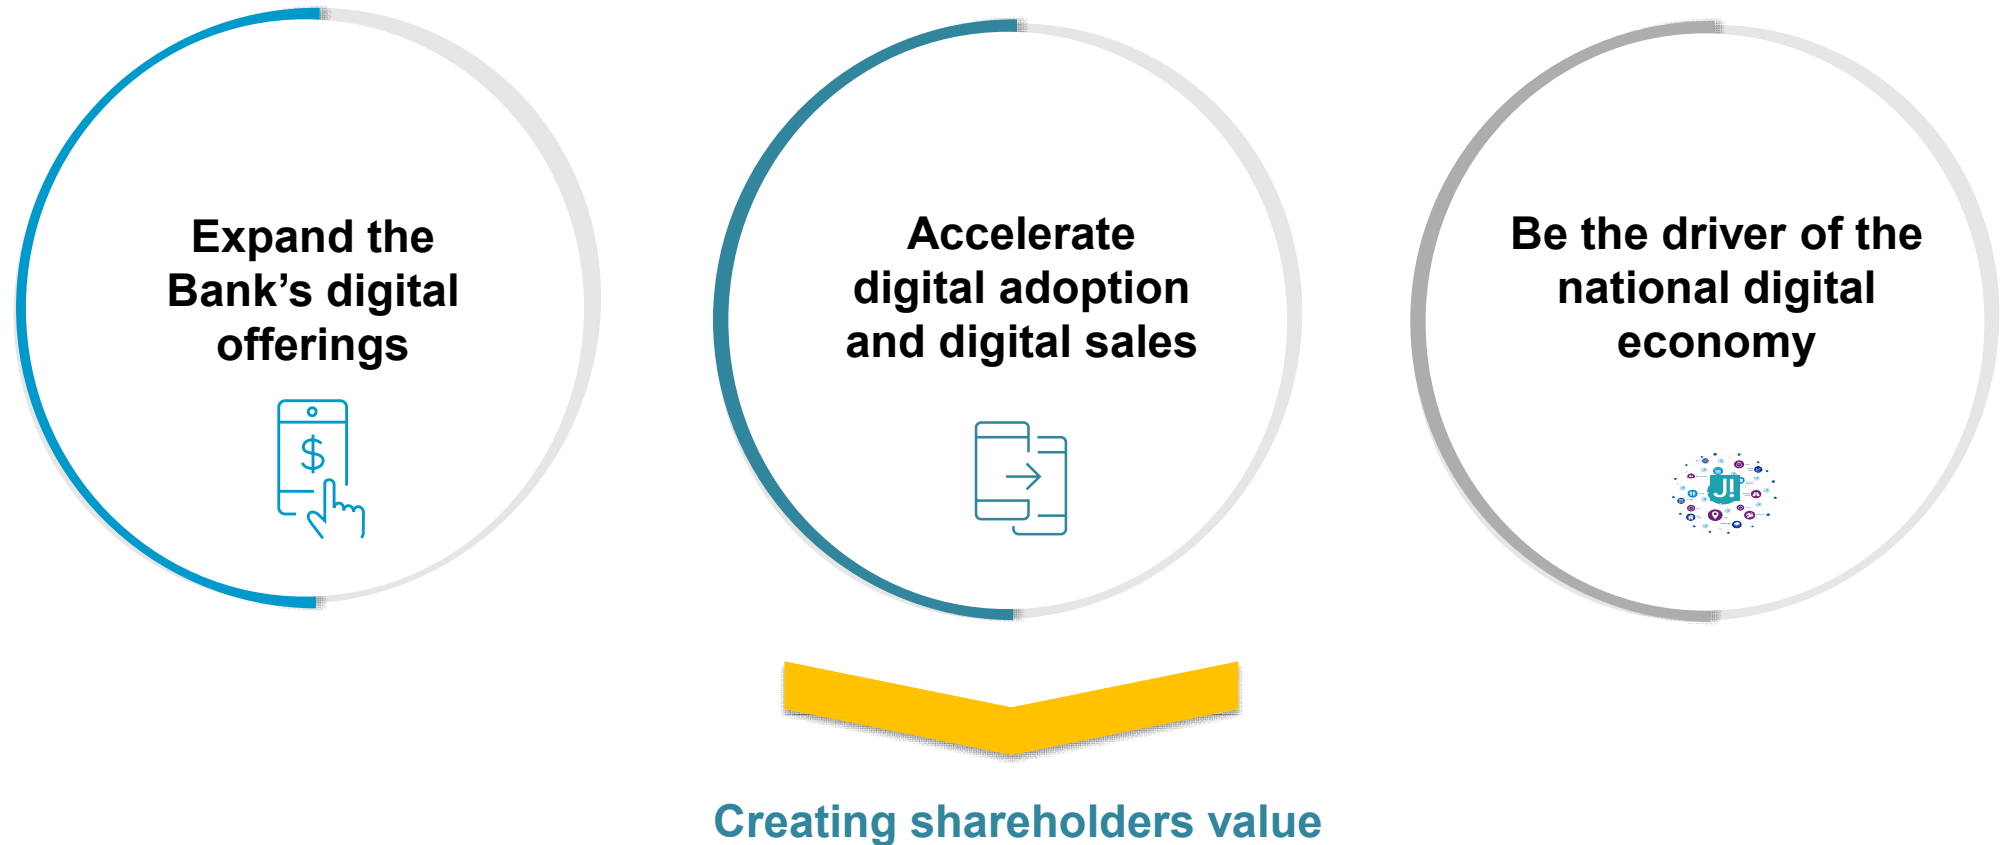 Expand the
Bank’s digital
offerings
$
Accelerate
digital adoption
and digital sales
Be the driver of the
national digital
economy
J!
Creating shareholders value